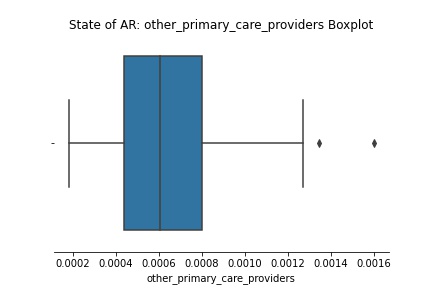 State of AR: other_primary_care_providers Boxplot
0.0002 0.0004 0.0006 0.0008 0.0010 0.0012 0.0014 0.0016
other_primary_care_providers